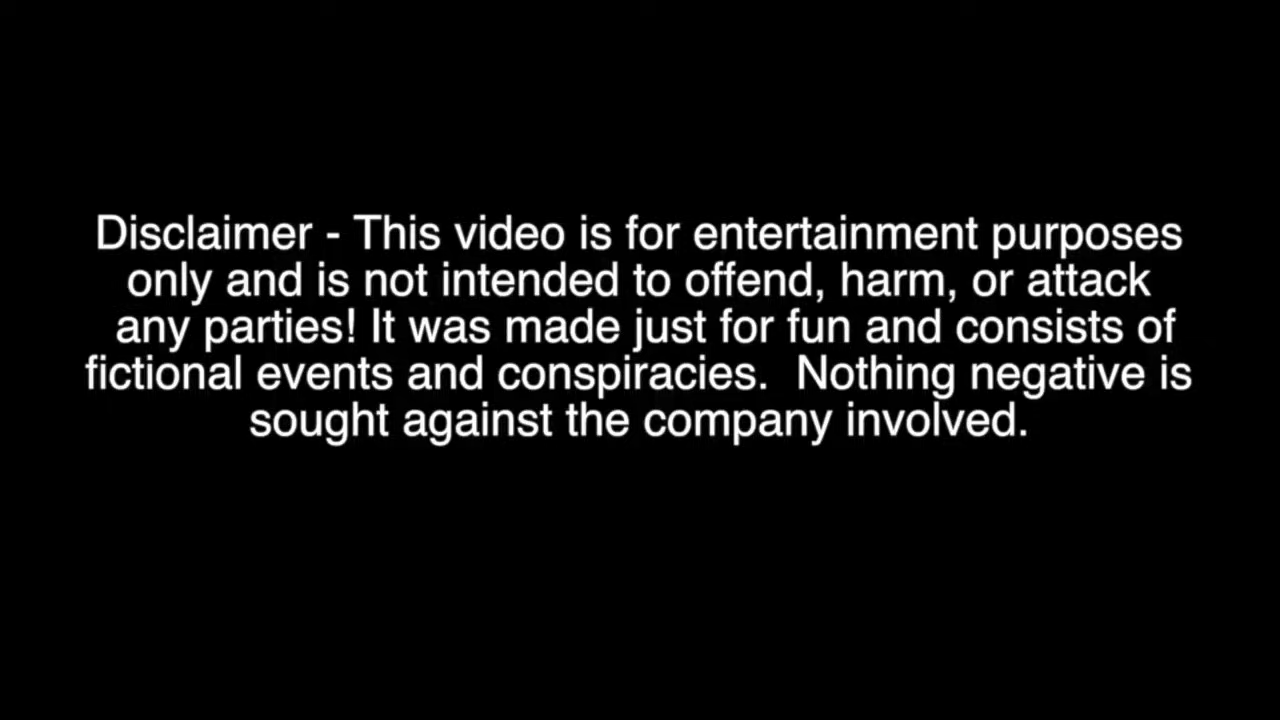 Disclaimer - This video is for entertainment purposes
only and is not intended to offend, harm, or attack
any parties! It was made just for fun and consists of
fictional events and conspiracies.  Nothing negative is
sought against the company involved.